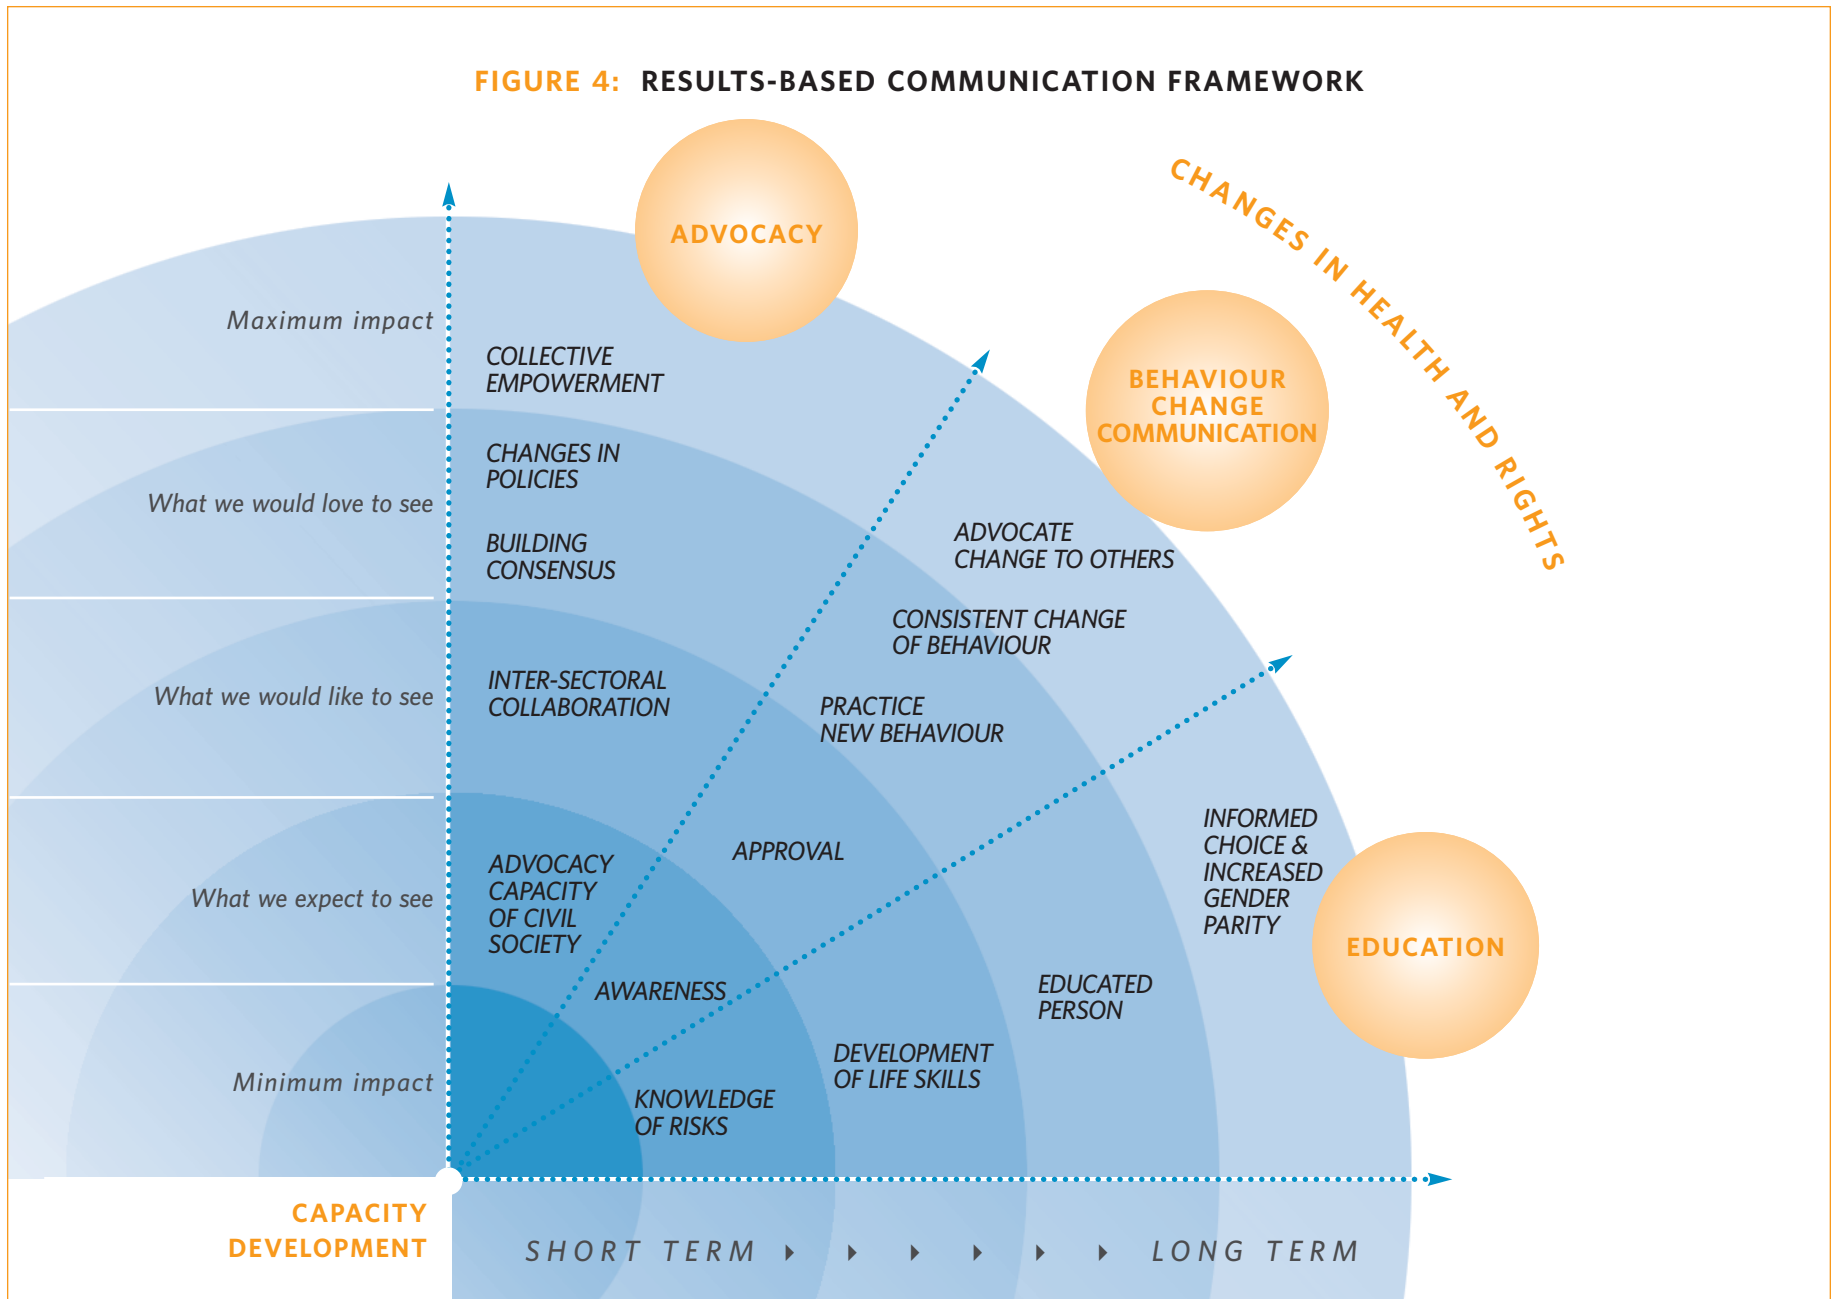 FIGURE 4: RESULTS-BASED COMMUNICATION FRAMEWORK
ADVOCACY
CHANGES IN HEALTH AND RIGHTS
BEHAVIOUR
CHANGE
COMMUNICATION
EDUCATION
Maximum impact
What we would love to see
What we would like to see
What we expect to see
Minimum impact
COLLECTIVE
EMPOWERMENT
CHANGES IN
POLICIES
BUILDING
CONSENSUS
INTER-SECTORAL
COLLABORATION
ADVOCACY
CAPACITY
OF CIVIL
SOCIETY
ADVOCATE
CHANGE TO OTHERS
CONSISTENT CHANGE
OF BEHAVIOUR
PRACTICE
NEW BEHAVIOUR
APPROVAL
AWARENESS
INFORMED
CHOICE &
INCREASED
GENDER
PARITY
EDUCATED
PERSON
DEVELOPMENT
OF LIFE SKILLS
KNOWLEDGE
OF RISKS
CAPACITY
DEVELOPMENT
SHORT TERM
LONG TERM